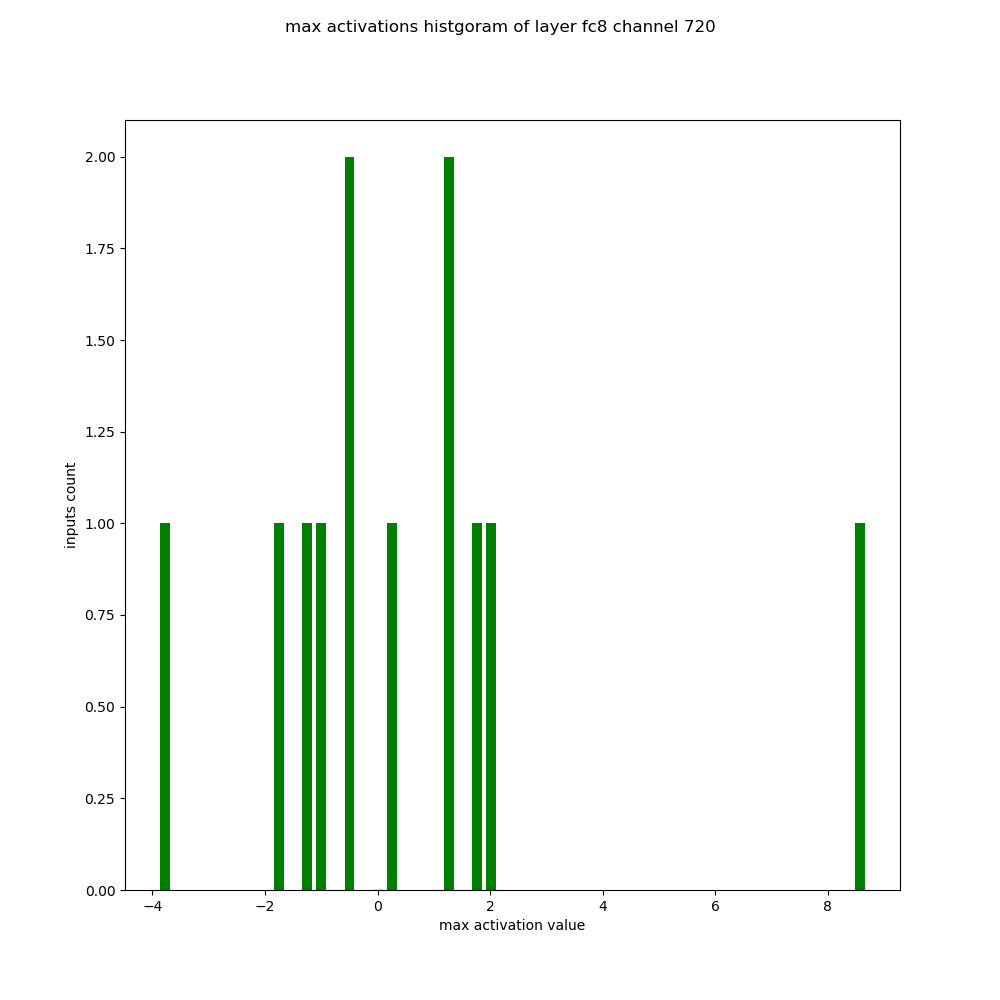 max activations histgoram of layer fc8 channel 720
2.00
1.75
1.50
1.25
1.00
0.75
0.50
0.25
0.00
inputs count
−4 −2 0 2 4 6 8
max activation value